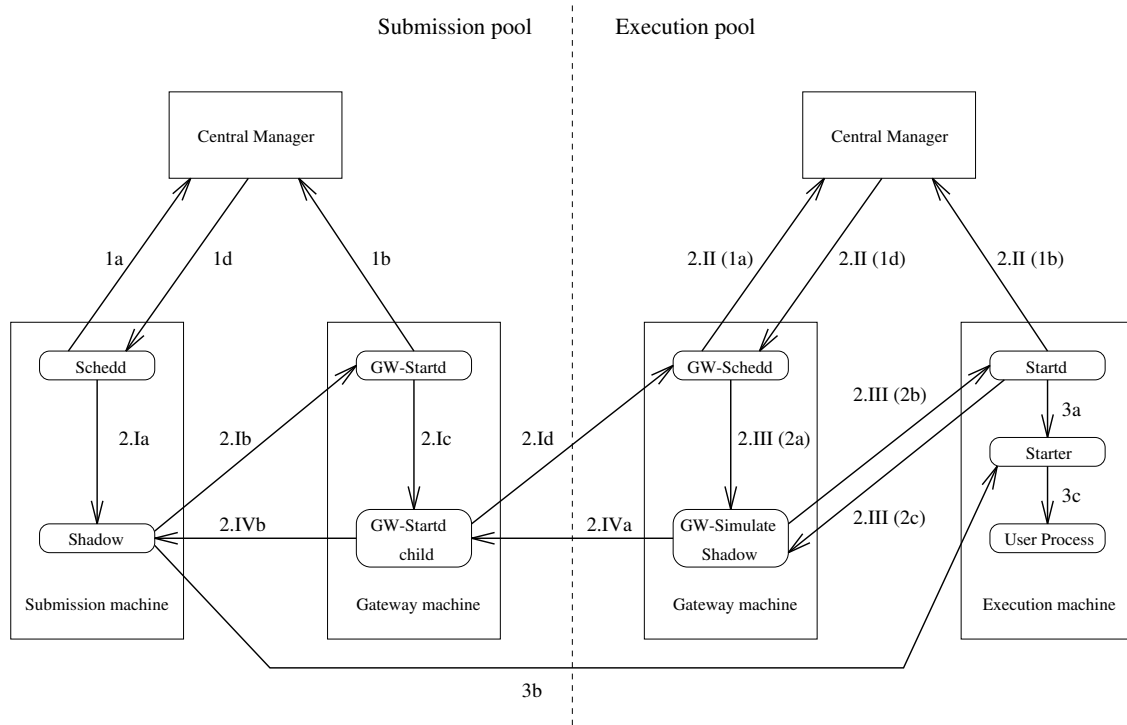 Submission pool
Execution pool
Central Manager
Central Manager
1a
1d
1b
2.II (1a)
2.II (1d)
2.II (1b)
Schedd
GW-Startd
GW-Schedd
Startd
2.III (2b)
3a
2.Ia
2.Ib
2.Ic
2.Id
2.III (2a)
Starter
3c
2.III (2c)
Shadow
2.IVb
GW-Startd
child
2.IVa
GW-Simulate
Shadow
User Process
Submission machine
Gateway machine
Gateway machine
Execution machine
3b